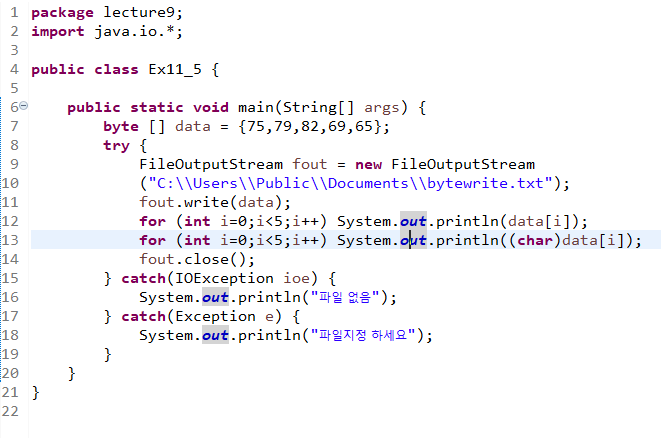 1 package lecture9;
2 import java.io.*;
3
4 public class Ex11_5 {
5
6 public static void main(String[] args) {
7 byte [] data = {75,79,82,69,65};
8 try {
9 FileOutputStream fout = new FileOutputStream
10 ("C:\\Users\\Public\\Documents\\bytewrite.txt");
11 fout.write(data);
12 for (int i=0;i<5;i++) System.out.println(data[i]);
13 for (int i=0;i<5;i++) System.out.println((char)data[i]);
14 fout.close();
15 } catch(IOException ioe) {
16 System.out.println("파일 없음");
17 } catch(Exception e) {
18 System.out.println("파일지정 하세요");
19 }
20 }
21 }
22